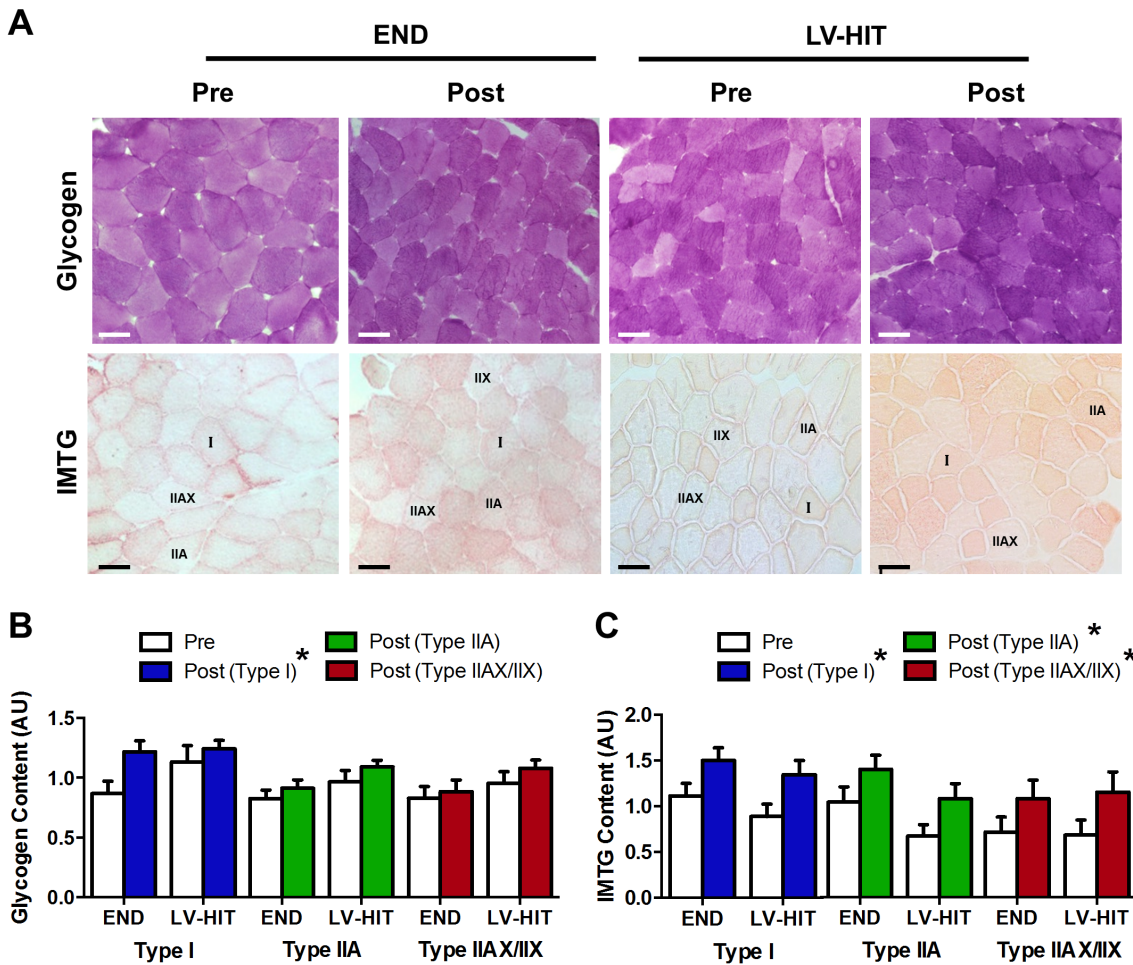 A
END LV-HIT
Pre Post Pre Post
Glycogen
IMTG
I
IIAX
IIA
IIX
I
IIAX
IIA
IIX
IIA
IIAX
I
IIA
I
IIAX
B
Pre Post (Type IIA)
Post (Type I) * Post (Type IIAX/IIX)
Glycogen Content (AU)
1.5
1.0
0.5
0.0
END LV-HIT END LV-HIT END LV-HIT
Type I Type IIA Type IIAX/IIX
C
Pre Post (Type IIA) *
Post (Type I) * Post (Type IIAX/IIX) *
IMTG Content (AU)
2.0
1.5
1.0
0.5
0.0
END LV-HIT END LV-HIT END LV-HIT
Type I Type IIA Type IIAX/IIX